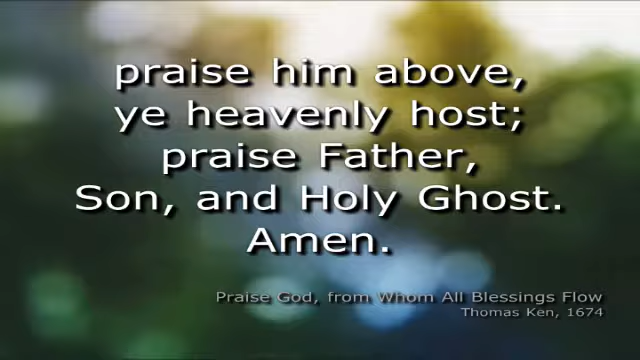 praise him above,
ye heavenly host;
praise Father,
Son, and Holy Ghost.
Amen.
Praise God, from Whom All Blessings Flow
Thomas Ken, 1674